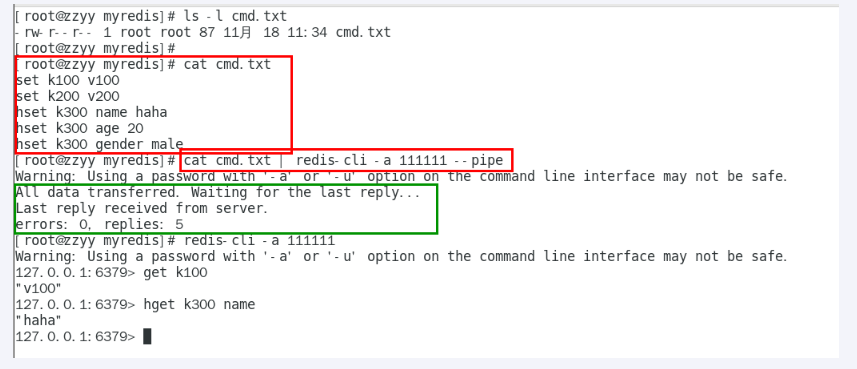 [root@zzyy myredis]# ls -l cmd.txt
-rw-r--r-- 1 root root 87 11月 18 11:34 cmd.txt
[root@zzyy myredis]#
[root@zzyy myredis]# cat cmd.txt
set k100 v100
set k200 v200
hset k300 name haha
hset k300 age 20
hset k300 gender male
[root@zzyy myredis]# cat cmd.txt | redis-cli -a 111111 --pipe
Warning: Using a password with '-a' or '-u' option on the command line interface may not be safe.
All data transferred. Waiting for the last reply...
Last reply received from server.
errors: 0, replies: 5
[root@zzyy myredis]# redis-cli -a 111111
Warning: Using a password with '-a' or '-u' option on the command line interface may not be safe.
127.0.0.1:6379> get k100
"v100"
127.0.0.1:6379> hget k300 name
"haha"
127.0.0.1:6379>